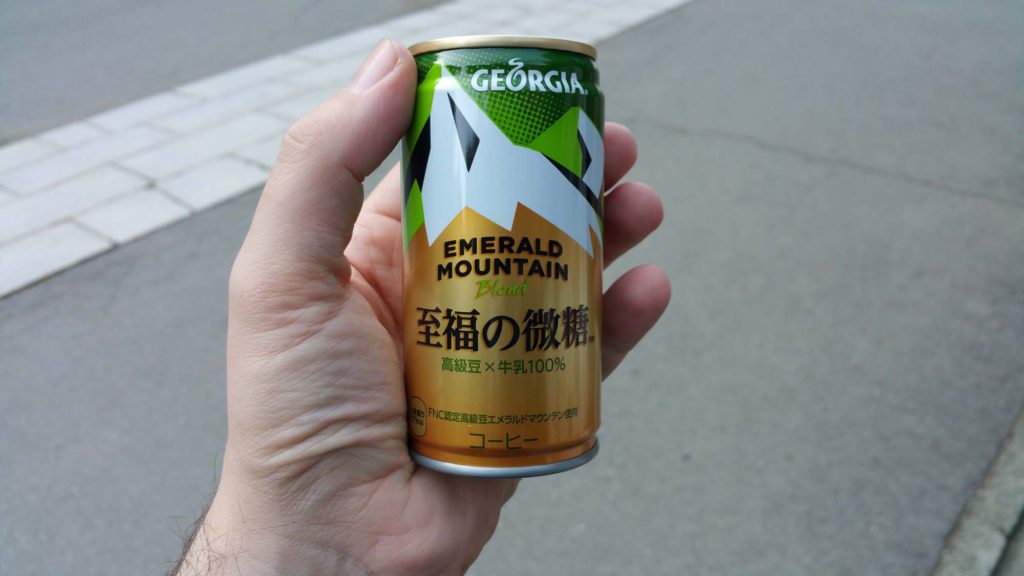 GEORGIA
EMERALD
MOUNTAIN
Blend
至福の微糖
高級豆×牛乳100%
FNC認定高級豆エメラルドマウンテン使用
コーヒー